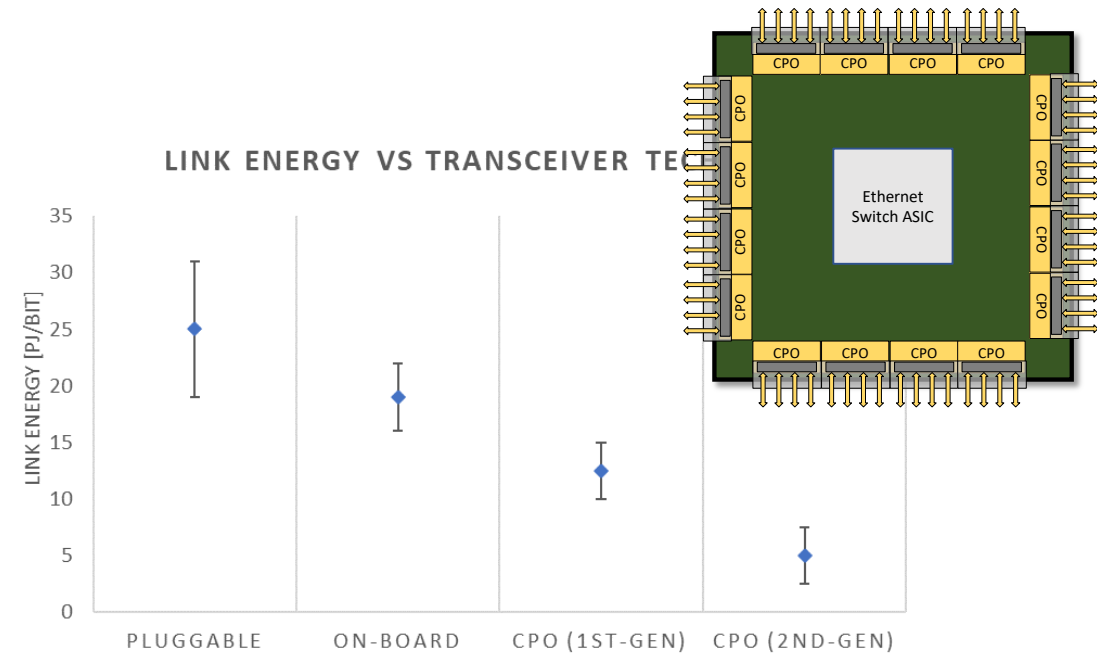 CPO CPO CPO CPO
CPO
CPO
CPO
CPO
CPO
CPO
CPO
CPO
Ethernet
Switch ASIC
CPO CPO CPO CPO
LINK ENERGY VS TRANSCEIVER
LINK ENERGY [PJ/BIT]
35
30
25
20
15
10
5
0
PLUGGABLE ON-BOARD CPO (1ST-GEN) CPO (2ND-GEN)